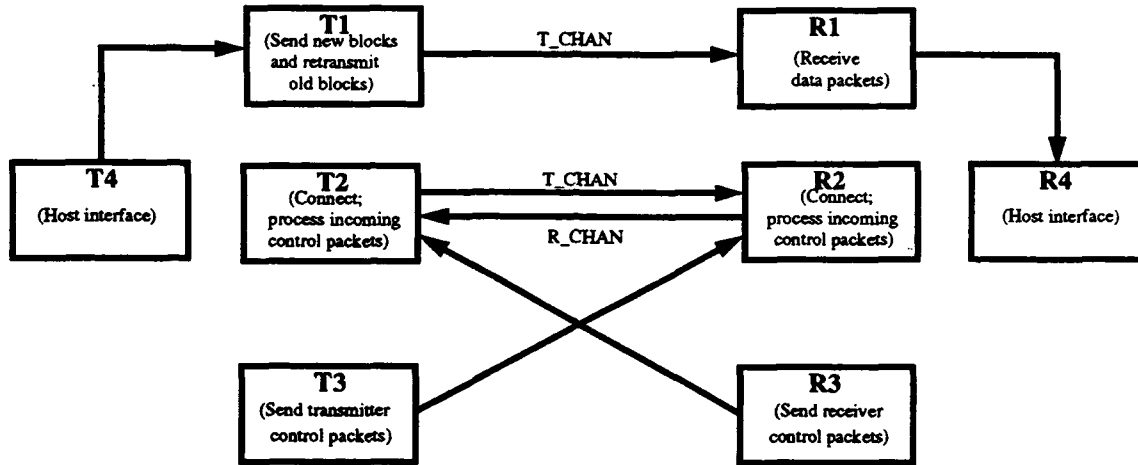 T1
(Send new blocks
and retransmit
old blocks)
T_CHAN
R1
(Receive
data packets)
T4
(Host interface)
T2
(Connect;
process incoming
control packets)
T_CHAN
R_CHAN
R2
(Connect;
process incoming
control packets)
R4
(Host interface)
T3
(Send transmitter
control packets)
R3
(Send receiver
control packets)